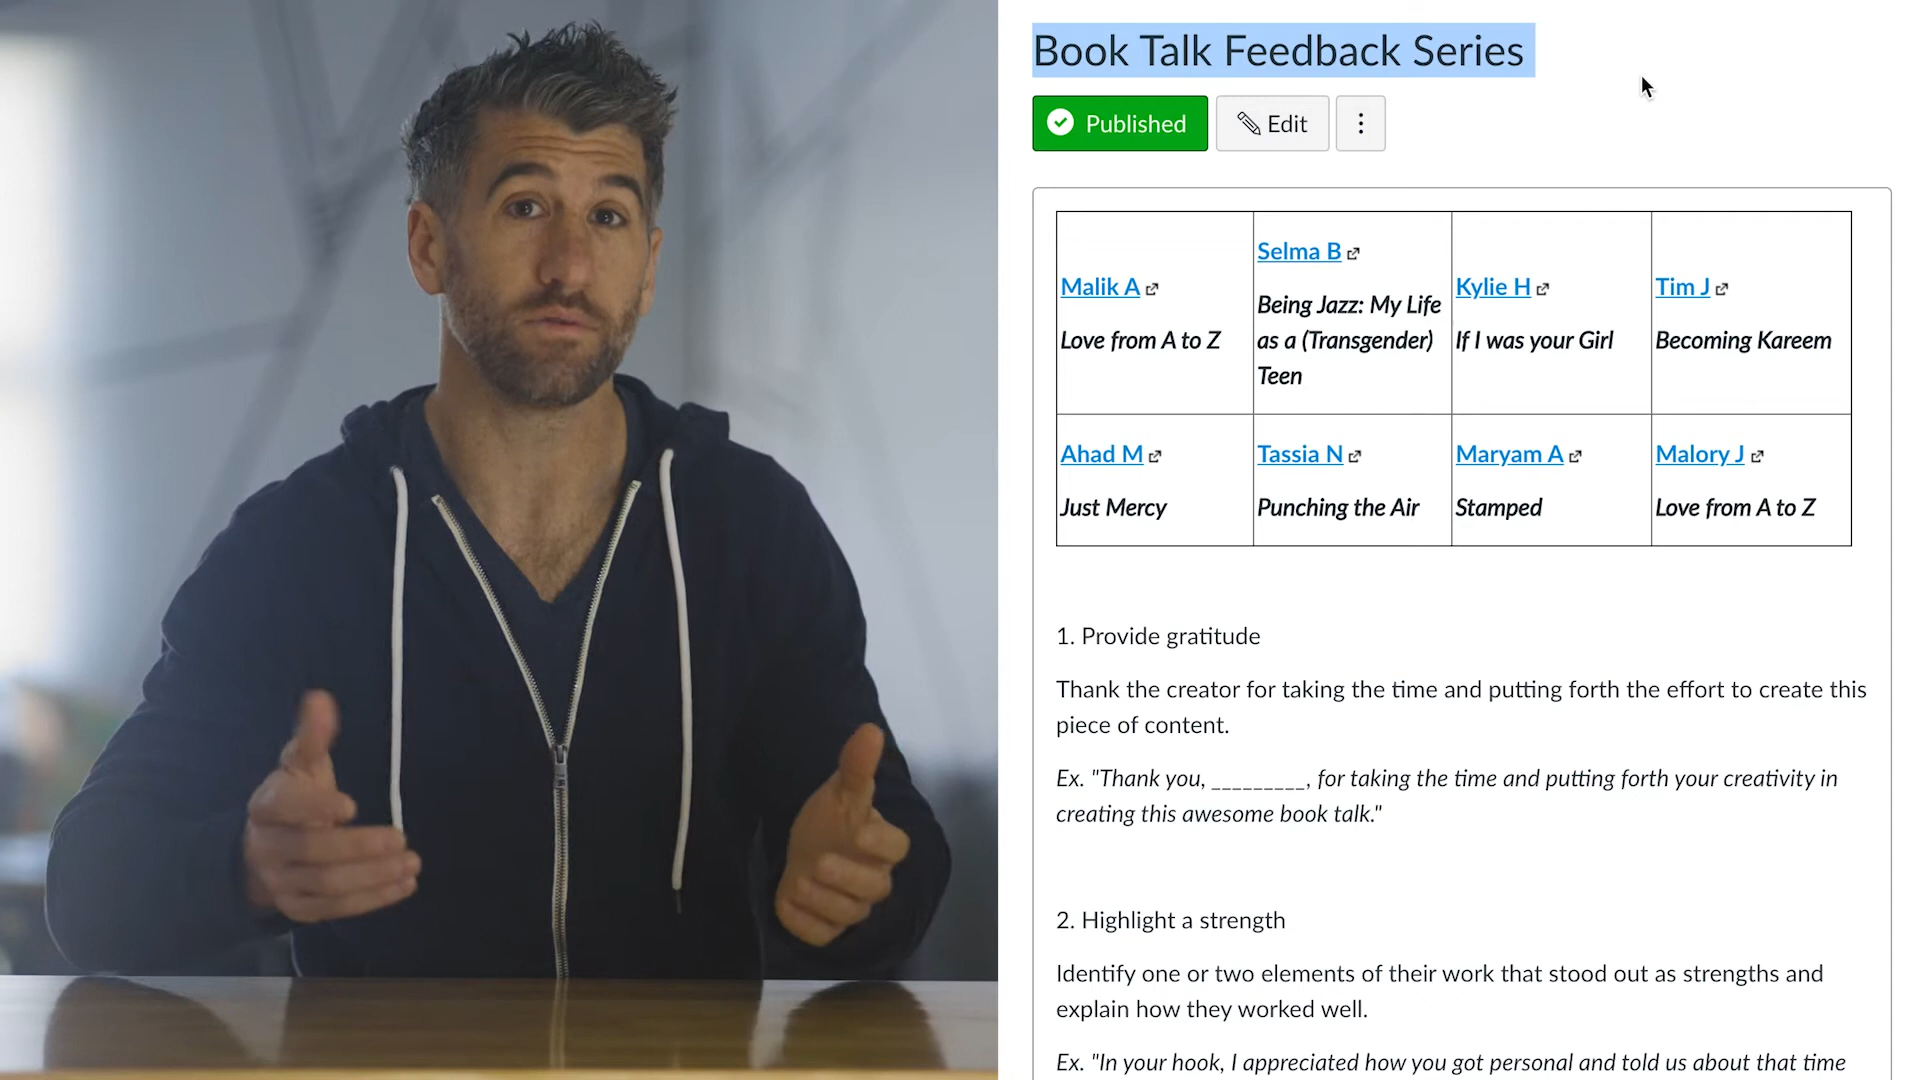 Book Talk Feedback Series
Published
Edit
Malik A
Love from A to Z
Selma B
Being Jazz: My Life
as a (Transgender)
Teen
Kylie H
If I was your Girl
Tim J
Becoming Kareem
Ahad M
Just Mercy
Tassia N
Punching the Air
Maryam A
Stamped
Malory J
Love from A to Z
1. Provide gratitude
Thank the creator for taking the time and putting forth the effort to create this
piece of content.
Ex. "Thank you, _________, for taking the time and putting forth your creativity in
creating this awesome book talk."
2. Highlight a strength
Identify one or two elements of their work that stood out as strengths and
explain how they worked well.
Ex. "In your hook, I appreciated how you got personal and told us about that time